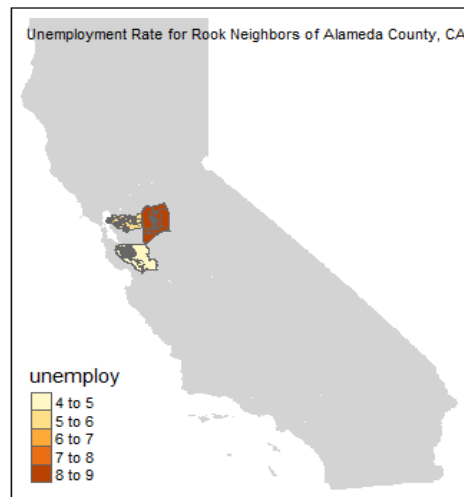 Unemployment Rate for Rook Neighbors of Alameda County, CA
unemploy
4 to 5
5 to 6
6 to 7
7 to 8
8 to 9